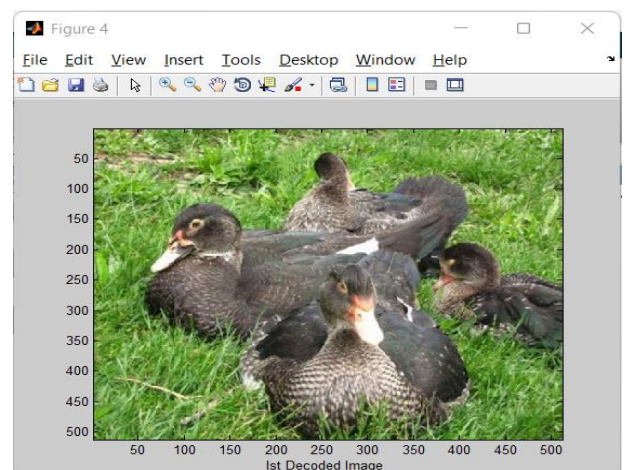 Figure 4
File Edit View Insert Tools Desktop Window Help
50
100
150
200
250
300
350
400
450
500
50 100 150 200 250 300 350 400 450 500
Ist Decoded Image